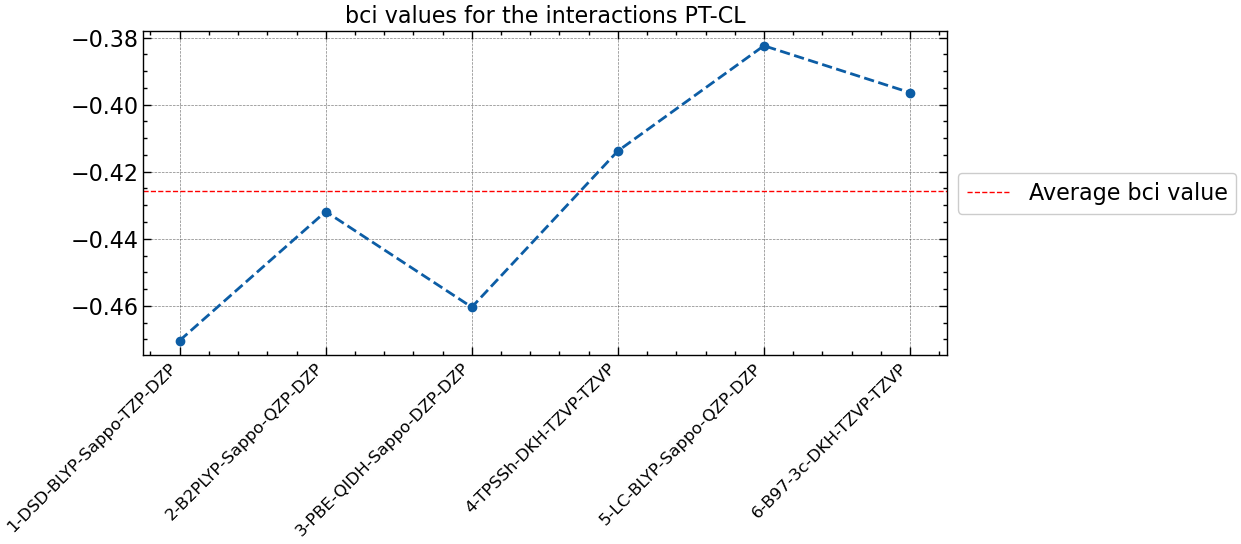 bci values for the interactions PT-CL
−0.38
−0.40
−0.42
−0.44
−0.46
Average bci value
1-DSD-BLYP-Sappo-TZP-DZP
2-B2PLYP-Sappo-QZP-DZP
3-PBE-QIDH-Sappo-DZP-DZP
4-TPSSh-DKH-TZVP-TZVP
5-LC-BLYP-Sappo-QZP-DZP
6-B97-3c-DKH-TZVP-TZVP